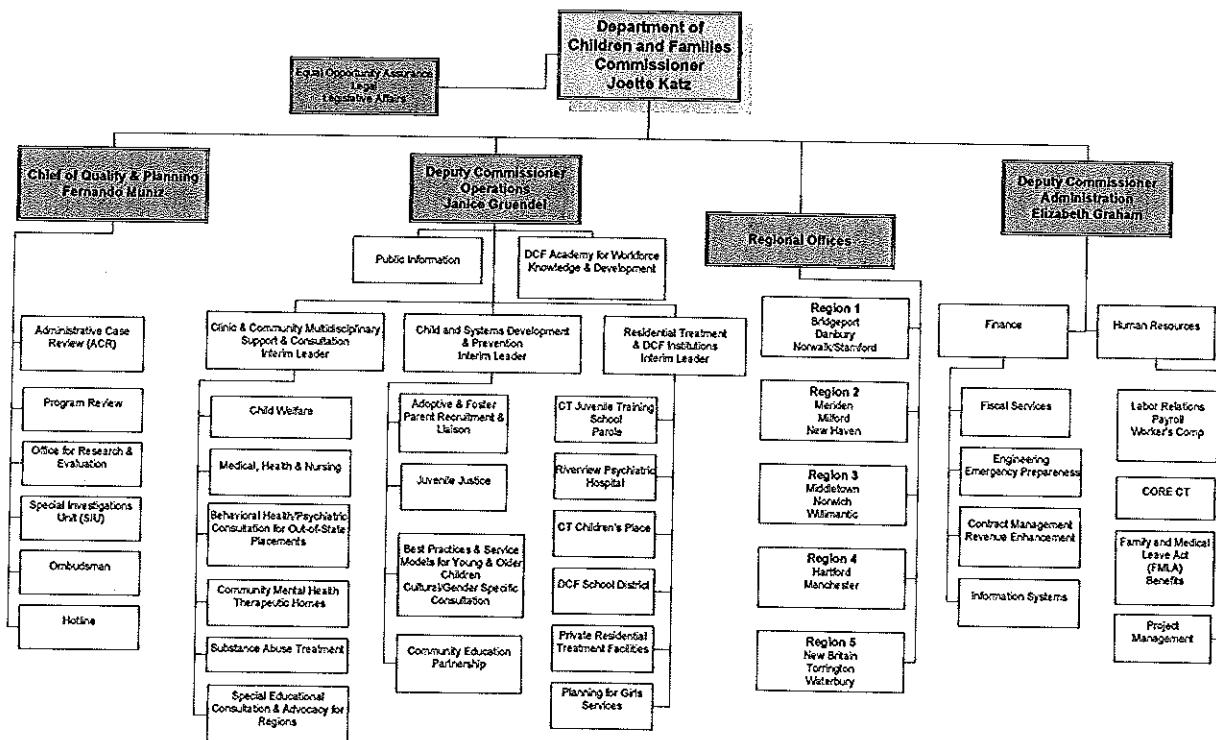 Department of
Children and Families
Commissioner
Joette Katz
Equal Opportunity Assurance
Legal
Legislative Affairs
Chief of Quality & Planning
Fernando Muniz
Deputy Commissioner
Operations
Janice Gruendel
Regional Offices
Deputy Commissioner
Administration
Elizabeth Graham
Public Information
DCF Academy for Workforce
Knowledge & Development
Administrative Case
Review (ACR)
Program Review
Office for Research &
Evaluation
Special Investigations
Unit (SIU)
Ombudsman
Hotline
Clinic & Community Multidisciplinary
Support & Consultation
Interim Leader
Child Welfare
Medical, Health & Nursing
Behavioral Health/Psychiatric
Consultation for Out-of-State
Placements
Community Mental Health
Therapeutic Homes
Substance Abuse Treatment
Special Educational
Consultation & Advocacy for
Regions
Child and Systems Development
& Prevention
Interim Leader
Adoptive & Foster
Parent Recruitment &
Liaison
Juvenile Justice
Best Practices & Service
Models for Young & Older
Children
Cultural/Gender Specific
Consultation
Community Education
Partnership
Residential Treatment
& DCF Institutions
Interim Leader
CT Juvenile Training
School
Parole
Riverview Psychiatric
Hospital
CT Children's Place
DCF School District
Private Residential
Treatment Facilities
Planning for Girls
Services
Region 1
Bridgeport
Danbury
Norwalk/Stamford
Region 2
Meriden
Milford
New Haven
Region 3
Middletown
Norwich
Willimantic
Region 4
Hartford
Manchester
Region 5
New Britain
Torrington
Waterbury
Finance
Fiscal Services
Engineering
Emergency Prepareness
Contract Management
Revenue Enhancement
Information Systems
Human Resources
Labor Relations
Payroll
Worker's Comp
CORE CT
Family and Medical
Leave Act
(FMLA)
Benefits
Project
Management